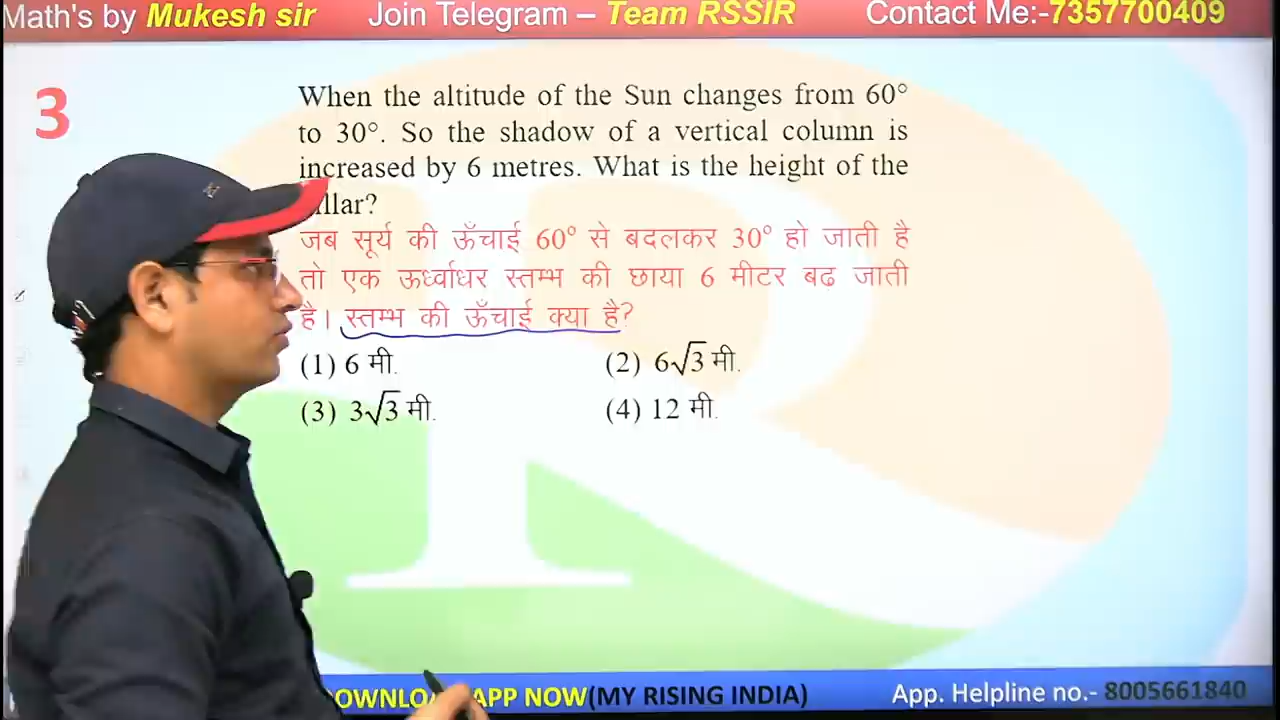 Math's by Mukesh sir Join Telegram – Team RSSIR Contact Me:-7357700409
3
When the altitude of the Sun changes from 60°
to 30°. So the shadow of a vertical column is
increased by 6 metres. What is the height of the
illar?
जब सूर्य की ऊँचाई 60° से बदलकर 30° हो जाती है
तो एक ऊर्ध्वाधर स्तम्भ की छाया 6 मीटर बढ़ जाती
है। स्तम्भ की ऊँचाई क्या है?
(1) 6 मी. (2) 6√3 मी.
(3) 3√3 मी. (4) 12 मी.
OWNLOA APP NOW(MY RISING INDIA) App. Helpline no.- 8005661840